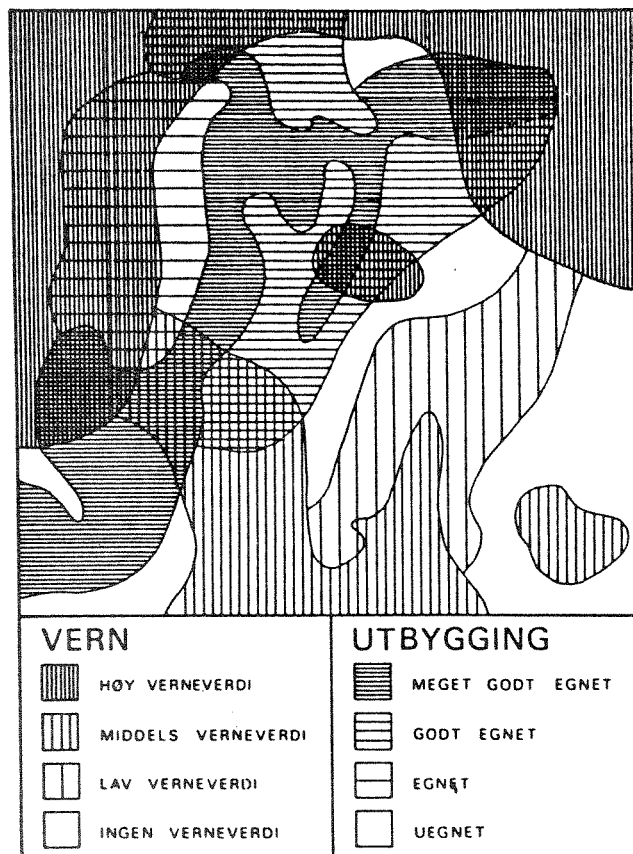 VERN
HØY VERNEVERDI
MIDDELS VERNEVERDI
LAV VERNEVERDI
INGEN VERNEVERDI
UTBYGGING
MEGET GODT EGNET
GODT EGNET
EGNET
UEGNET